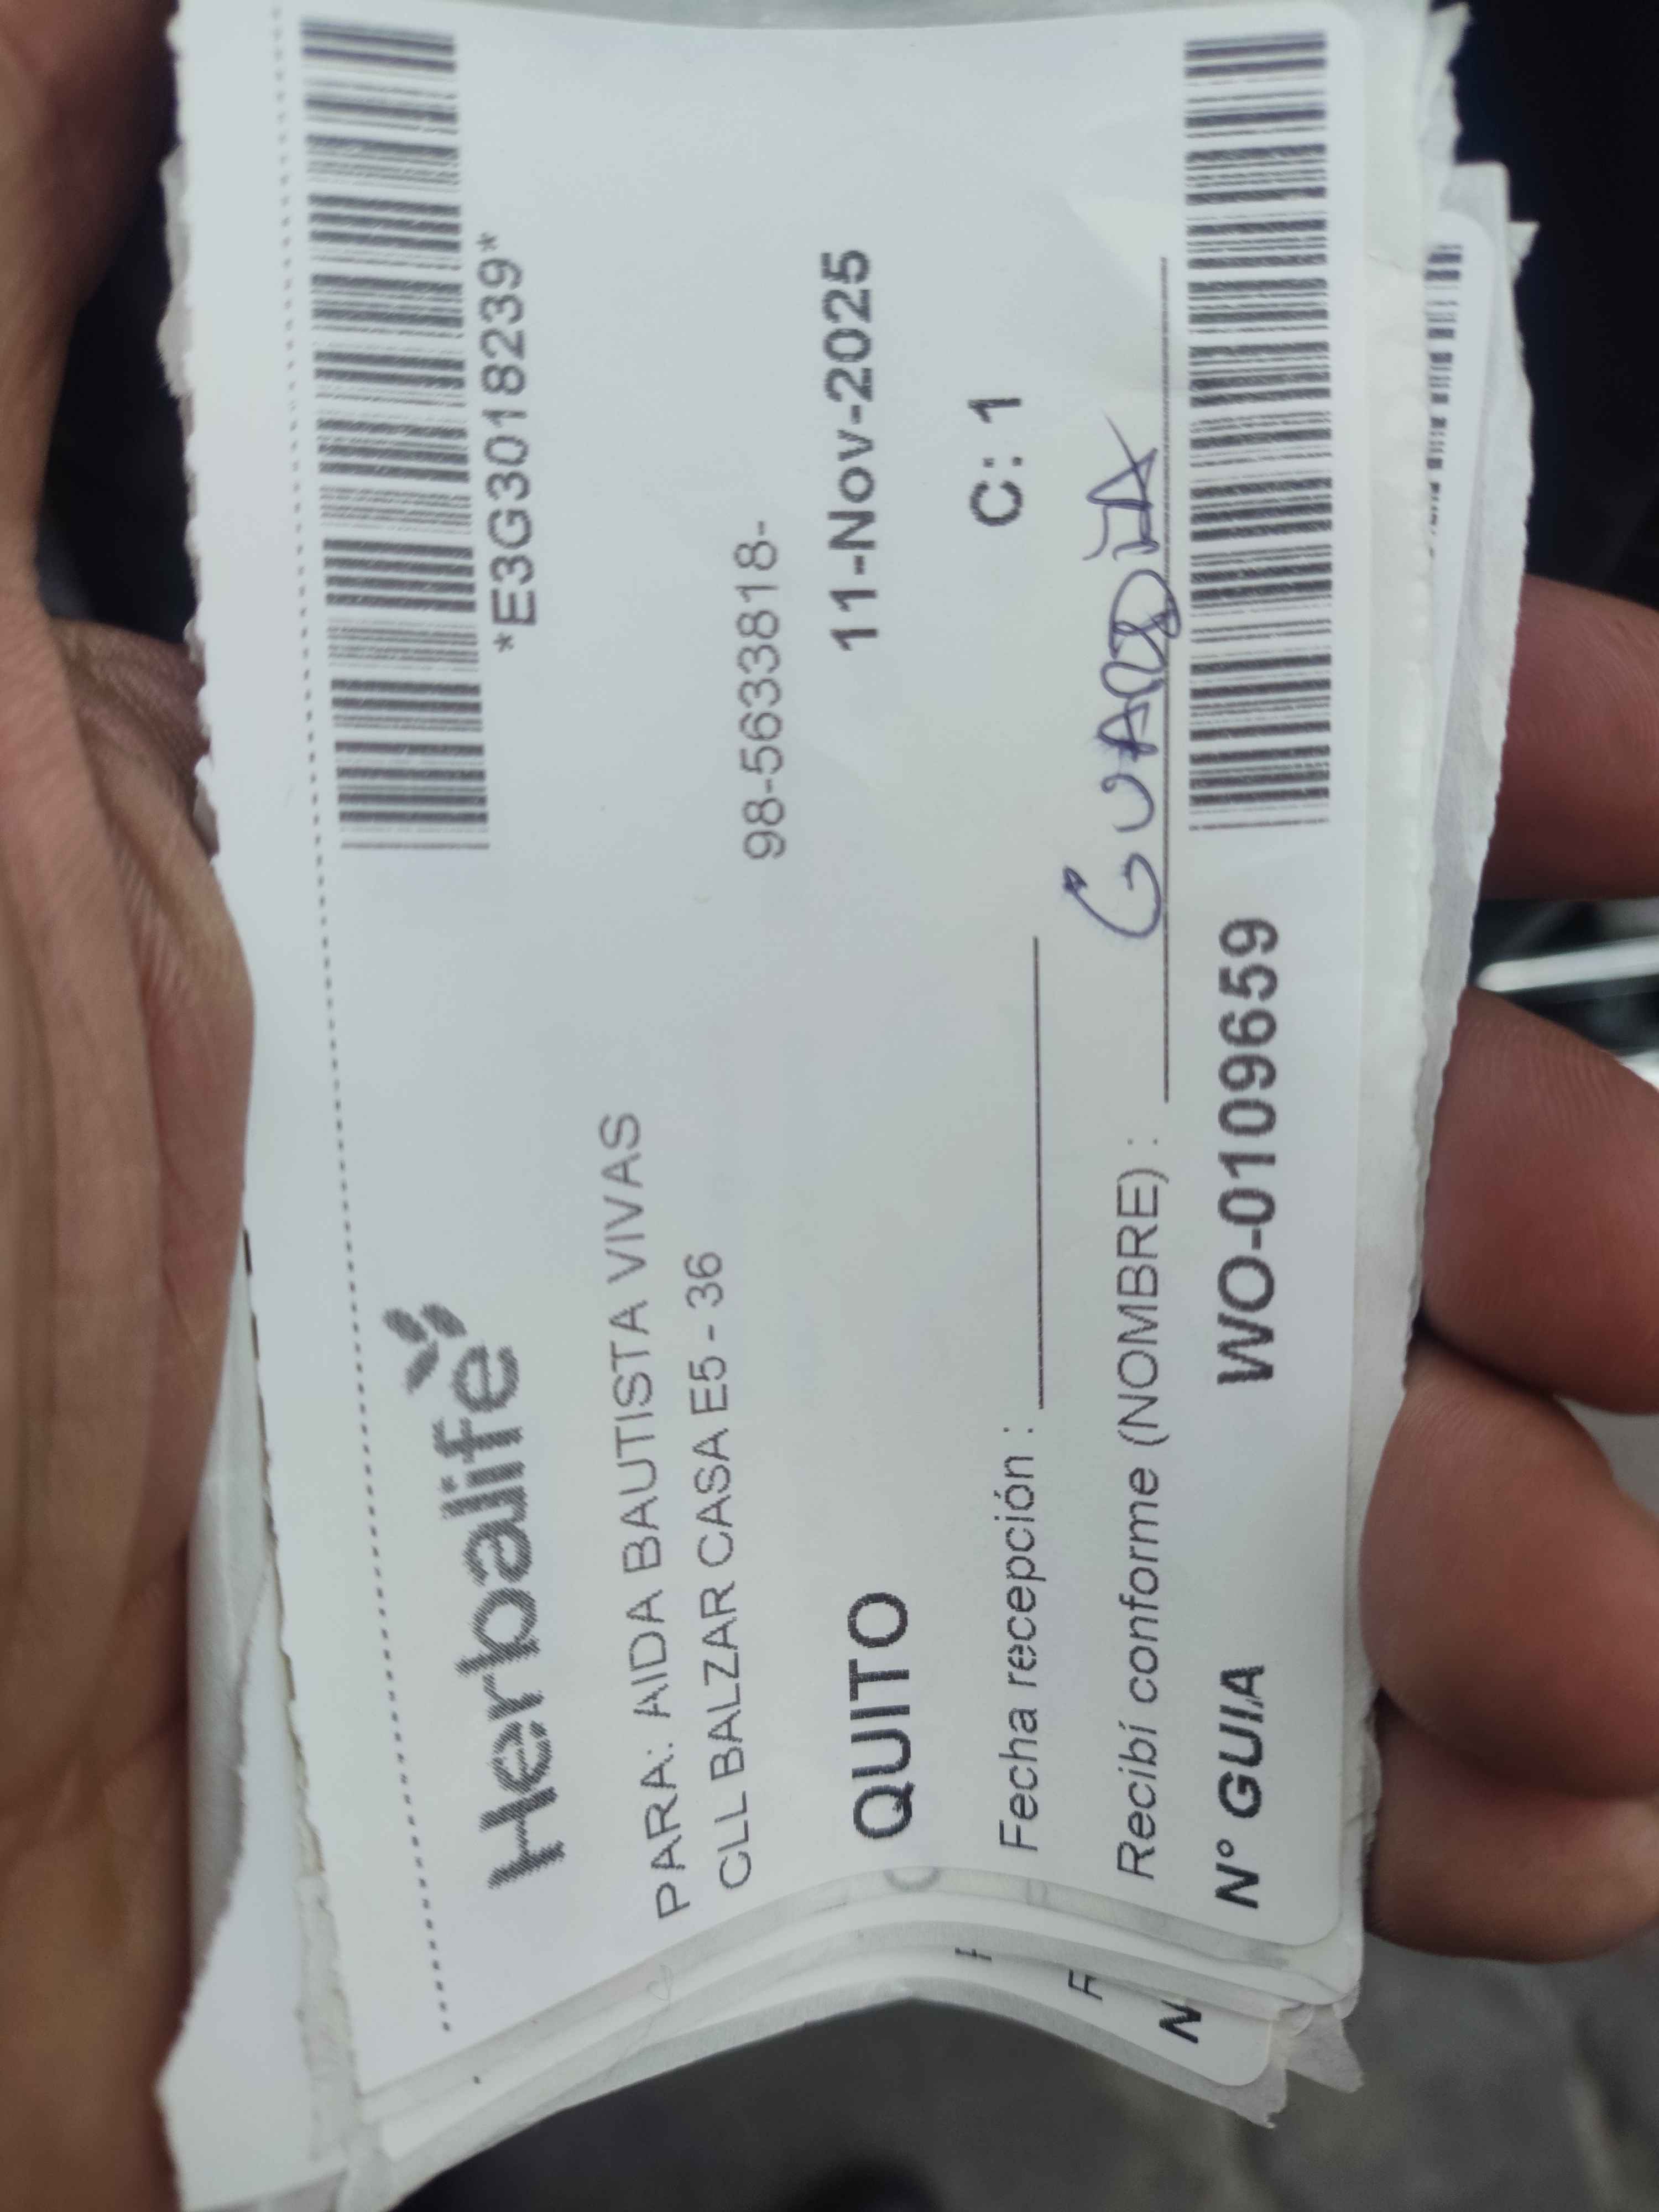 *E3G3018239*
Herbalife
PARA: AIDA BAUTISTA VIVAS
CLL BALZAR CASA E5 - 36
98-5633818-
QUITO
11-Nov-2025
C: 1
Fecha recepción :
Recibí conforme (NOMBRE) : GUARDIA
N° GUIA WO-0109659
F
N